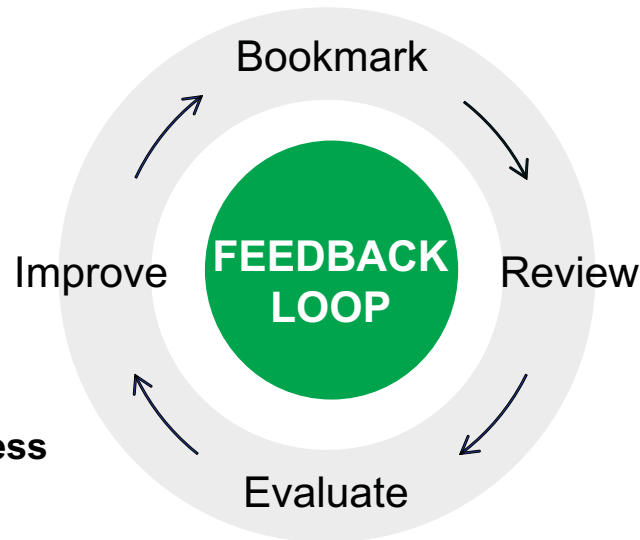 Bookmark
FEEDBACK
LOOP
Improve
Review
ess
Evaluate